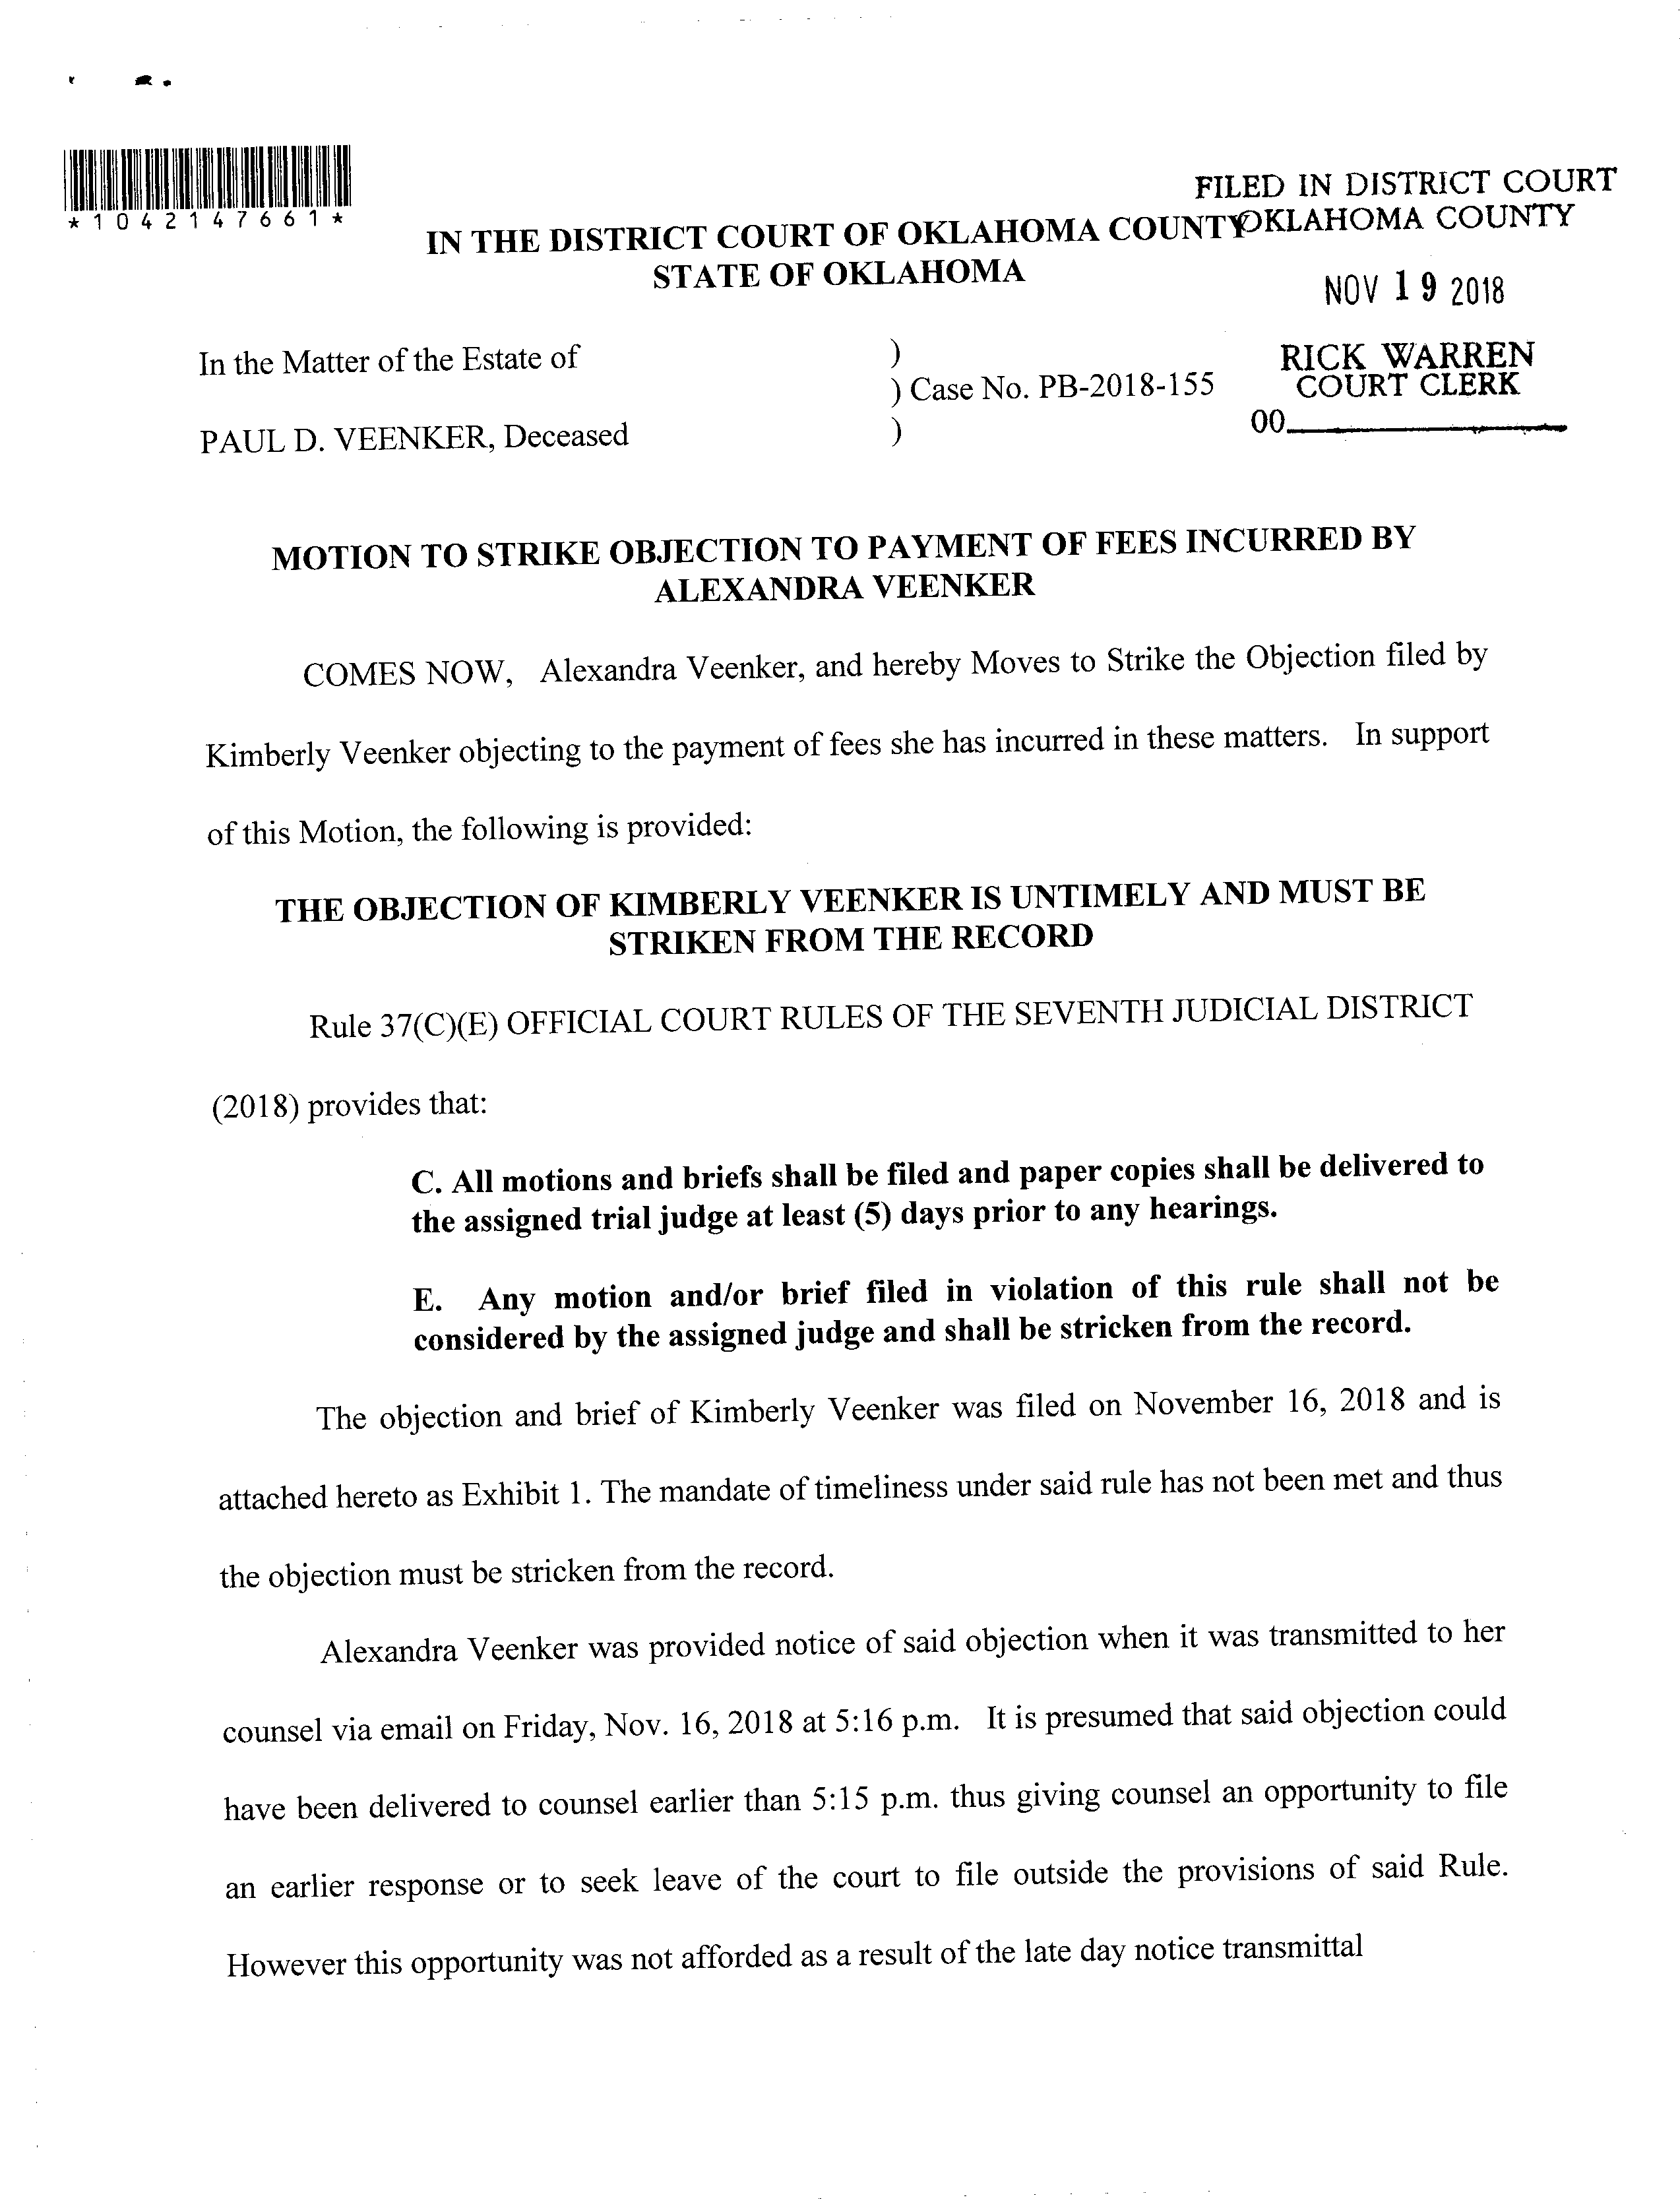 *1042147661*
FILED IN DISTRICT COURT
OKLAHOMA COUNTY
IN THE DISTRICT COURT OF OKLAHOMA COUNTY
STATE OF OKLAHOMA
NOV 19 2018
In the Matter of the Estate of )
) Case No. PB-2018-155
PAUL D. VEENKER, Deceased )
RICK WARREN
COURT CLERK
00
MOTION TO STRIKE OBJECTION TO PAYMENT OF FEES INCURRED BY
ALEXANDRA VEENKER
COMES NOW, Alexandra Veenker, and hereby Moves to Strike the Objection filed by
Kimberly Veenker objecting to the payment of fees she has incurred in these matters. In support
of this Motion, the following is provided:
THE OBJECTION OF KIMBERLY VEENKER IS UNTIMELY AND MUST BE
STRIKEN FROM THE RECORD
Rule 37(C)(E) OFFICIAL COURT RULES OF THE SEVENTH JUDICIAL DISTRICT
(2018) provides that:
C. All motions and briefs shall be filed and paper copies shall be delivered to
the assigned trial judge at least (5) days prior to any hearings.
E. Any motion and/or brief filed in violation of this rule shall not be
considered by the assigned judge and shall be stricken from the record.
The objection and brief of Kimberly Veenker was filed on November 16, 2018 and is
attached hereto as Exhibit 1. The mandate of timeliness under said rule has not been met and thus
the objection must be stricken from the record.
Alexandra Veenker was provided notice of said objection when it was transmitted to her
counsel via email on Friday, Nov. 16, 2018 at 5:16 p.m. It is presumed that said objection could
have been delivered to counsel earlier than 5:15 p.m. thus giving counsel an opportunity to file
an earlier response or to seek leave of the court to file outside the provisions of said Rule.
However this opportunity was not afforded as a result of the late day notice transmittal